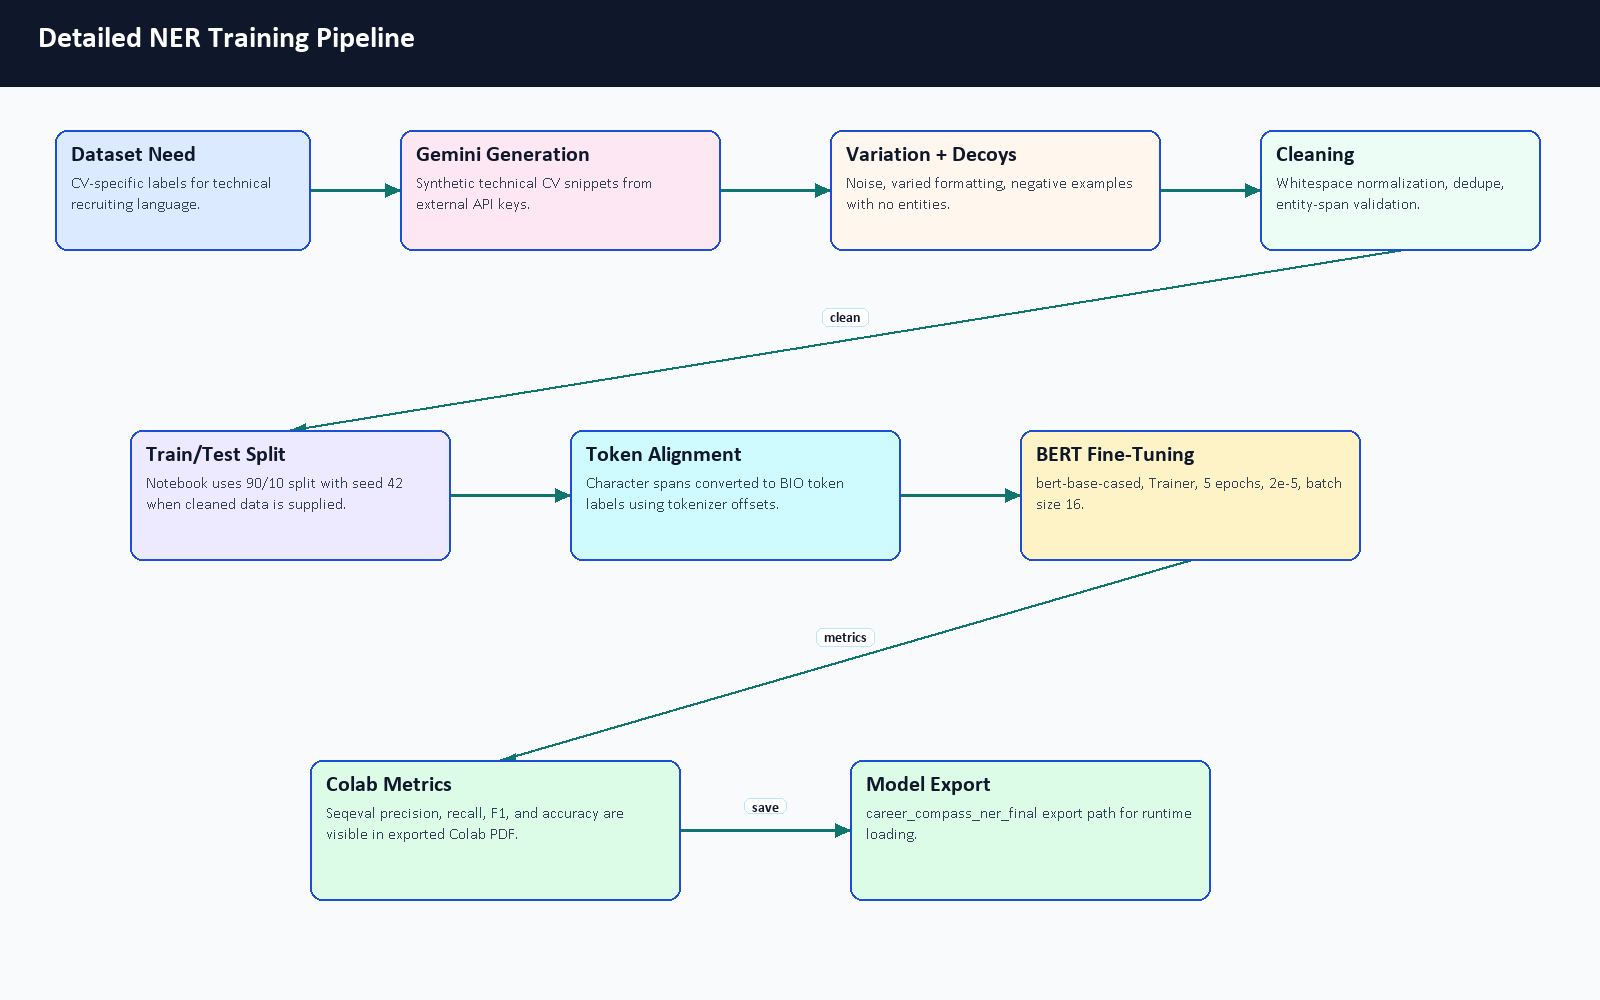 Detailed NER Training Pipeline
Dataset Need
CV-specific labels for technical
recruiting language.
Gemini Generation
Synthetic technical CV snippets from
external API keys.
Variation + Decoys
Noise, varied formatting, negative examples
with no entities.
Cleaning
Whitespace normalization, dedupe,
entity-span validation.
clean
Train/Test Split
Notebook uses 90/10 split with seed 42
when cleaned data is supplied.
Token Alignment
Character spans converted to BIO token
labels using tokenizer offsets.
BERT Fine-Tuning
bert-base-cased, Trainer, 5 epochs, 2e-5, batch
size 16.
metrics
Colab Metrics
Seqeval precision, recall, F1, and accuracy are
visible in exported Colab PDF.
save
Model Export
career_compass_ner_final export path for runtime
loading.